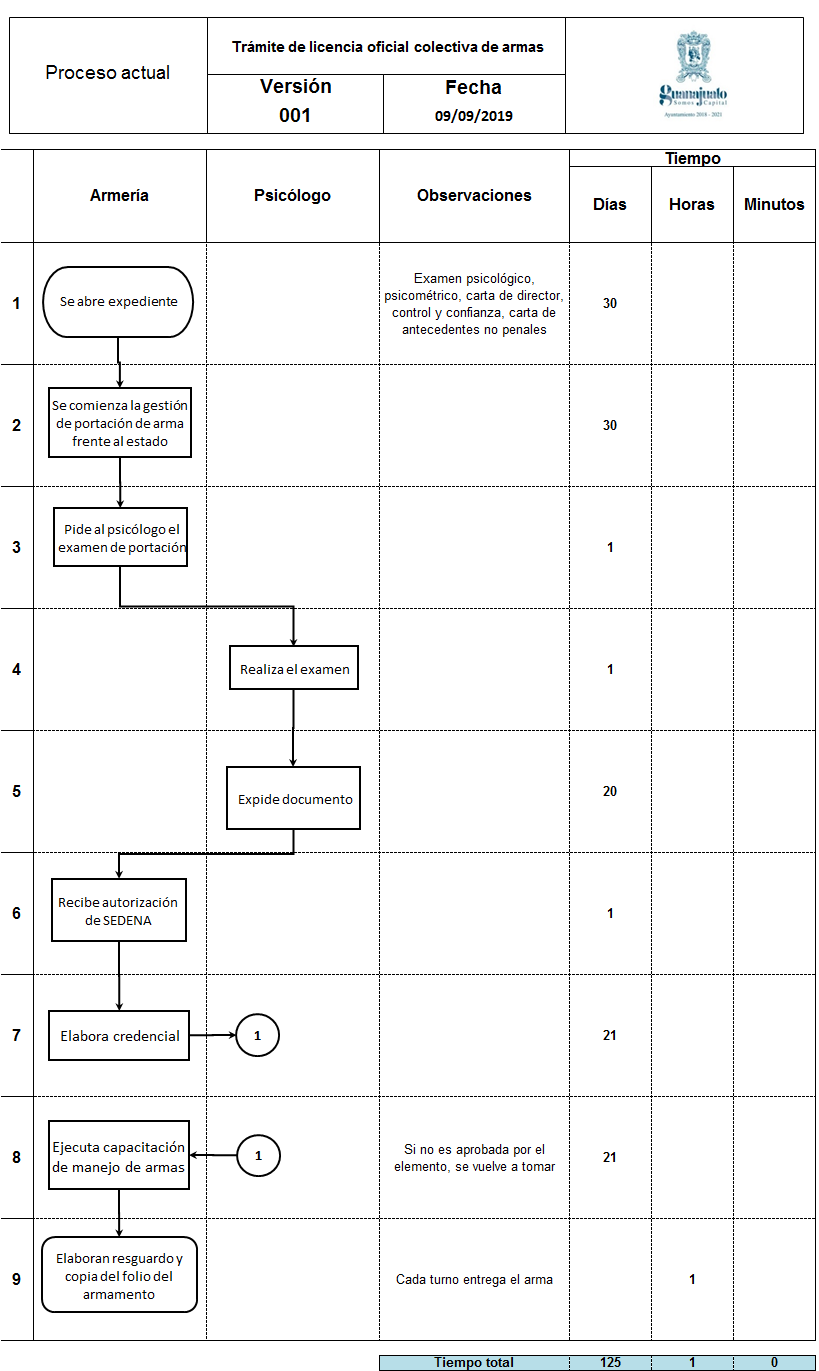 Proceso actual
Trámite de licencia oficial colectiva de armas
Versión
001
Fecha
09/09/2019
Guanajuato
Somos Capital
Ayuntamiento 2018 - 2021
Armería
Psicólogo
Observaciones
Tiempo
Días
Horas
Minutos
1
Se abre expediente
Examen psicológico,
psicométrico, carta de director,
control y confianza, carta de
antecedentes no penales
30
2
Se comienza la gestión
de portación de arma
frente al estado
30
3
Pide al psicólogo el
examen de portación
1
4
Realiza el examen
1
5
Expide documento
20
6
Recibe autorización
de SEDENA
1
7
Elabora credencial
1
21
8
Ejecuta capacitación
de manejo de armas
1
Si no es aprobada por el
elemento, se vuelve a tomar
21
9
Elaboran resguardo y
copia del folio del
armamento
Cada turno entrega el arma
1
Tiempo total
125
1
0